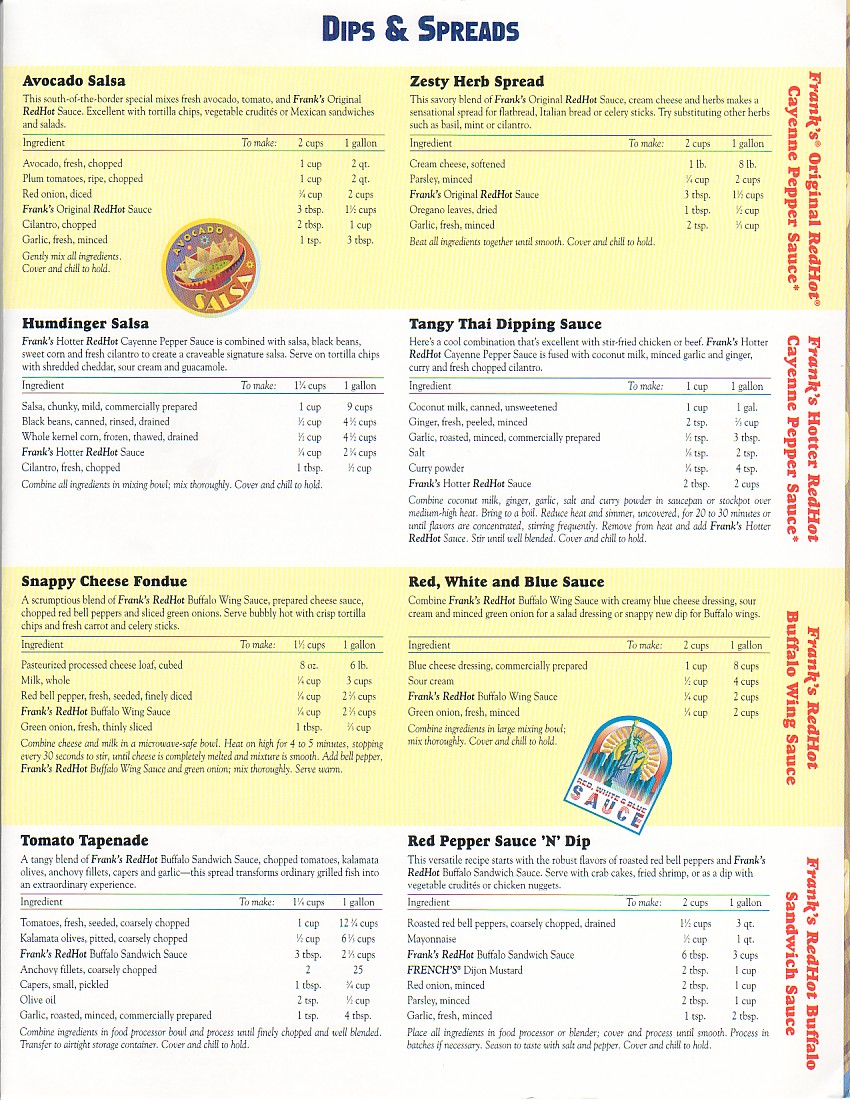 DIPS & SPREADS
Avocado Salsa
This south-of-the-border special mixes fresh avocado, tomato, and Frank's Original
RedHot Sauce. Excellent with tortilla chips, vegetable crudités or Mexican sandwiches
and salads.
Ingredient To make: 2 cups 1 gallon
Avocado, fresh, chopped 1 cup 2 qt.
Plum tomatoes, ripe, chopped 1 cup 2 qt.
Red onion, diced ¼ cup 2 cups
Frank's Original RedHot Sauce 3 tbsp. 1½ cups
Cilantro, chopped 2 tbsp. 1 cup
Garlic, fresh, minced 1 tsp. 3 tbsp.
Gently mix all ingredients.
Cover and chill to hold.
AVOCADO
SALSA
Zesty Herb Spread
This savory blend of Frank's Original RedHot Sauce, cream cheese and herbs makes a
sensational spread for flatbread, Italian bread or celery sticks. Try substituting other herbs
such as basil, mint or cilantro.
Ingredient To make: 2 cups 1 gallon
Cream cheese, softened 1 lb. 8 lb.
Parsley, minced ¼ cup 2 cups
Frank's Original RedHot Sauce 3 tbsp. 1½ cups
Oregano leaves, dried 1 tbsp. ½ cup
Garlic, fresh, minced 2 tsp. ⅓ cup
Beat all ingredients together until smooth. Cover and chill to hold.
Frank's® Original RedHot®
Cayenne Pepper Sauce*
Humdinger Salsa
Frank's Hotter RedHot Cayenne Pepper Sauce is combined with salsa, black beans,
sweet corn and fresh cilantro to create a craveable signature salsa. Serve on tortilla chips
with shredded cheddar, sour cream and guacamole.
Ingredient To make: 1¾ cups 1 gallon
Salsa, chunky, mild, commercially prepared 1 cup 9 cups
Black beans, canned, rinsed, drained ½ cup 4½ cups
Whole kernel corn, frozen, thawed, drained ½ cup 4½ cups
Frank's Hotter RedHot Sauce ¼ cup 2¼ cups
Cilantro, fresh, chopped 1 tbsp. ½ cup
Combine all ingredients in mixing bowl; mix thoroughly. Cover and chill to hold.
Tangy Thai Dipping Sauce
Here's a cool combination that's excellent with stir-fried chicken or beef. Frank's Hotter
RedHot Cayenne Pepper Sauce is fused with coconut milk, minced garlic and ginger,
curry and fresh chopped cilantro.
Ingredient To make: 1 cup 1 gallon
Coconut milk, canned, unsweetened 1 cup 1 gal.
Ginger, fresh, peeled, minced 2 tsp. ⅔ cup
Garlic, roasted, minced, commercially prepared ½ tsp. 3 tbsp.
Salt ⅛ tsp. 2 tsp.
Curry powder ¼ tsp. 4 tsp.
Frank's Hotter RedHot Sauce 2 tbsp. 2 cups
Combine coconut milk, ginger, garlic, salt and curry powder in saucepan or stockpot over
medium-high heat. Bring to a boil. Reduce heat and simmer, uncovered, for 20 to 30 minutes or
until flavors are concentrated, stirring frequently. Remove from heat and add Frank's Hotter
RedHot Sauce. Stir until well blended. Cover and chill to hold.
Frank's Hotter RedHot
Cayenne Pepper Sauce*
Snappy Cheese Fondue
A scrumptious blend of Frank's RedHot Buffalo Wing Sauce, prepared cheese sauce,
chopped red bell peppers and sliced green onions. Serve bubbly hot with crisp tortilla
chips and fresh carrot and celery sticks.
Ingredient To make: 1½ cups 1 gallon
Pasteurized processed cheese loaf, cubed 8 oz. 6 lb.
Milk, whole ¼ cup 3 cups
Red bell pepper, fresh, seeded, finely diced ¼ cup 2⅔ cups
Frank's RedHot Buffalo Wing Sauce ¼ cup 2⅔ cups
Green onion, fresh, thinly sliced 1 tbsp. ⅔ cup
Combine cheese and milk in a microwave-safe bowl. Heat on high for 4 to 5 minutes, stopping
every 30 seconds to stir, until cheese is completely melted and mixture is smooth. Add bell pepper,
Frank's RedHot Buffalo Wing Sauce and green onion; mix thoroughly. Serve warm.
Red, White and Blue Sauce
Combine Frank's RedHot Buffalo Wing Sauce with creamy blue cheese dressing, sour
cream and minced green onion for a salad dressing or snappy new dip for Buffalo wings.
Ingredient To make: 2 cups 1 gallon
Blue cheese dressing, commercially prepared 1 cup 8 cups
Sour cream ½ cup 4 cups
Frank's RedHot Buffalo Wing Sauce ¼ cup 2 cups
Green onion, fresh, minced ¼ cup 2 cups
Combine ingredients in large mixing bowl;
mix thoroughly. Cover and chill to hold.
RED, WHITE & BLUE
SAUCE
Frank's RedHot
Buffalo Wing Sauce
Tomato Tapenade
A tangy blend of Frank's RedHot Buffalo Sandwich Sauce, chopped tomatoes, kalamata
olives, anchovy fillets, capers and garlic—this spread transforms ordinary grilled fish into
an extraordinary experience.
Ingredient To make: 1¼ cups 1 gallon
Tomatoes, fresh, seeded, coarsely chopped 1 cup 12¾ cups
Kalamata olives, pitted, coarsely chopped ½ cup 6⅓ cups
Frank's RedHot Buffalo Sandwich Sauce 3 tbsp. 2⅓ cups
Anchovy fillets, coarsely chopped 2 25
Capers, small, pickled 1 tbsp. ¾ cup
Olive oil 2 tsp. ½ cup
Garlic, roasted, minced, commercially prepared 1 tsp. 4 tbsp.
Combine ingredients in food processor bowl and process until finely chopped and well blended.
Transfer to airtight storage container. Cover and chill to hold.
Red Pepper Sauce 'N' Dip
This versatile recipe starts with the robust flavors of roasted red bell peppers and Frank's
RedHot Buffalo Sandwich Sauce. Serve with crab cakes, fried shrimp, or as a dip with
vegetable crudités or chicken nuggets.
Ingredient To make: 2 cups 1 gallon
Roasted red bell peppers, coarsely chopped, drained 1½ cups 3 qt.
Mayonnaise ½ cup 1 qt.
Frank's RedHot Buffalo Sandwich Sauce 6 tbsp. 3 cups
FRENCH'S® Dijon Mustard 2 tbsp. 1 cup
Red onion, minced 2 tbsp. 1 cup
Parsley, minced 2 tbsp. 1 cup
Garlic, fresh, minced 1 tsp. 2 tbsp.
Place all ingredients in food processor or blender; cover and process until smooth. Process in
batches if necessary. Season to taste with salt and pepper. Cover and chill to hold.
Frank's RedHot Buffalo
Sandwich Sauce